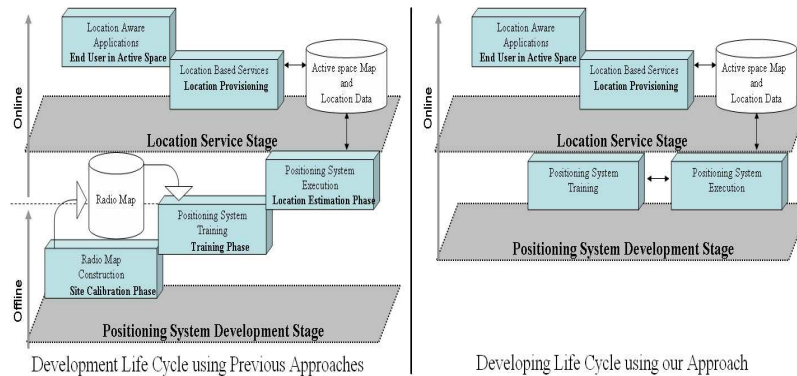 Online
Offline
Location Aware
Applications
End User in Active Space
Location Based Services
Location Provisioning
Active space Map
and
Location Data
Location Service Stage
Positioning System
Execution
Location Estimation Phase
Radio Map
Positioning System
Training
Training Phase
Radio Map
Construction
Site Calibration Phase
Positioning System Development Stage
Development Life Cycle using Previous Approaches
Online
Location Aware
Applications
End User in Active Space
Location Based Services
Location Provisioning
Active space Map
and
Location Data
Location Service Stage
Positioning System
Training
Positioning System
Execution
Positioning System Development Stage
Developing Life Cycle using our Approach